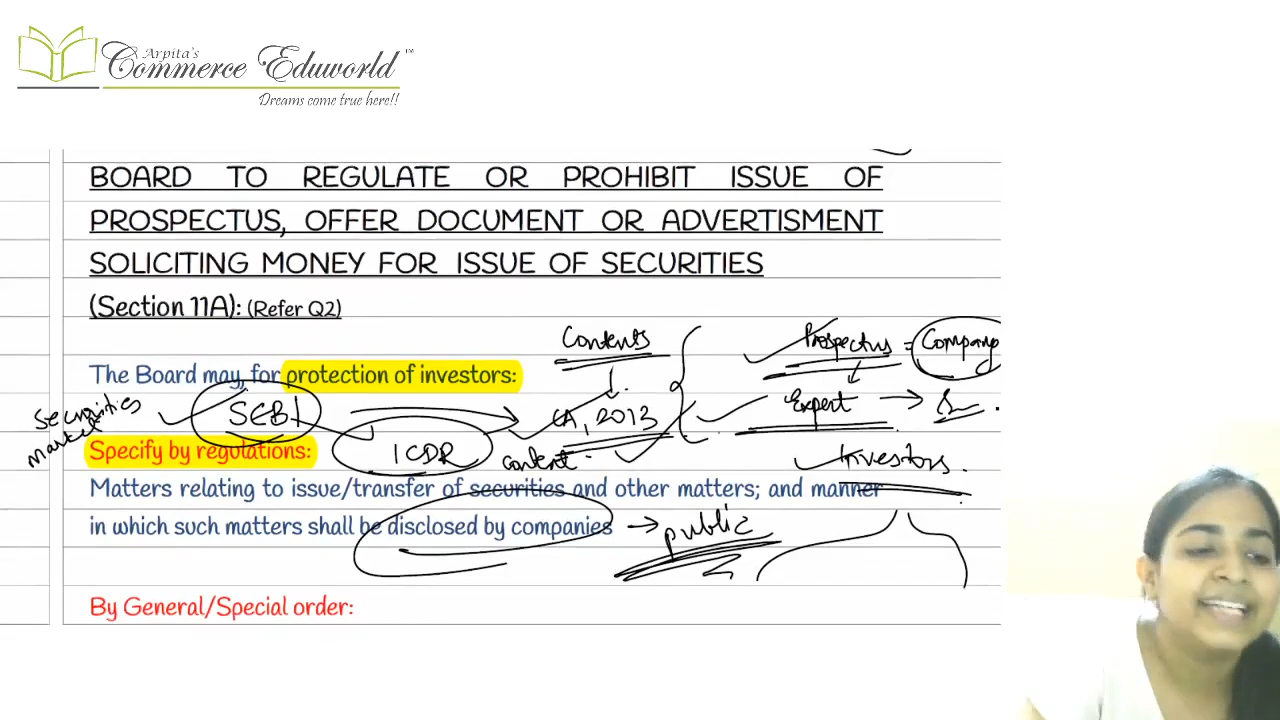 Arpita's
Commerce Eduworld™
Dreams come true here!!
BOARD TO REGULATE OR PROHIBIT ISSUE OF
PROSPECTUS, OFFER DOCUMENT OR ADVERTISMENT
SOLICITING MONEY FOR ISSUE OF SECURITIES
(Section 11A): (Refer Q2)
Contents
Prospectus = Company
The Board may, for protection of investors:
Securities market
SEBI
CA, 2013
Expert
Specify by regulations:
ICDR
content
Investors
Matters relating to issue/transfer of securities and other matters; and manner
in which such matters shall be disclosed by companies
public
By General/Special order: